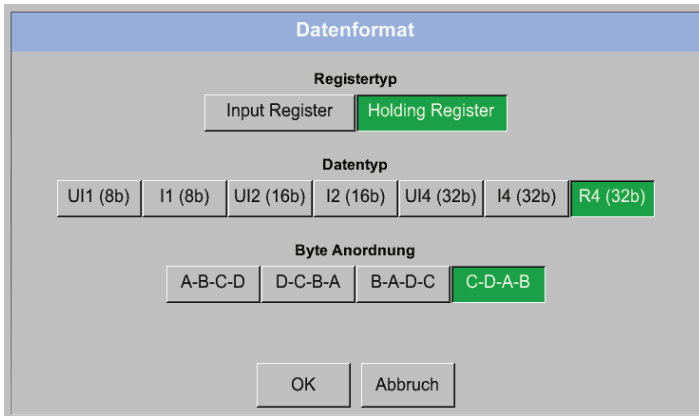 Datenformat
Registertyp
Input Register Holding Register
Datentyp
UI1 (8b) I1 (8b) UI2 (16b) I2 (16b) UI4 (32b) I4 (32b) R4 (32b)
Byte Anordnung
A-B-C-D D-C-B-A B-A-D-C C-D-A-B
OK Abbruch